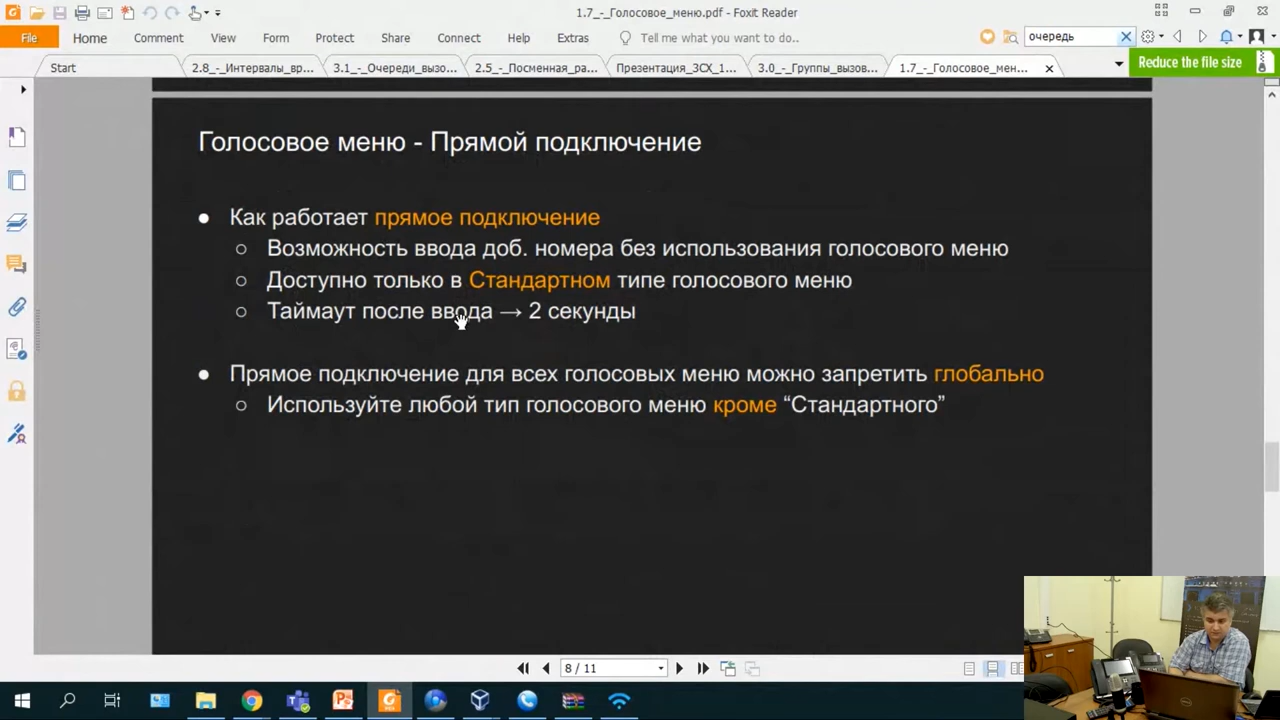 1.7_-_Голосовое_меню.pdf - Foxit Reader
File Home Comment View Form Protect Share Connect Help Extras Tell me what you want to do.. очередь
Start 2.8_-_Интервалы_вр... 3.1_-_Очереди_вызо... 2.5_-_Посменная_ра... Презентация_3CX_1... 3.0_-_Группы_вызов... 1.7_-_Голосовое_мен... Reduce the file size
Голосовое меню - Прямой подключение
● Как работает прямое подключение
○ Возможность ввода доб. номера без использования голосового меню
○ Доступно только в Стандартном типе голосового меню
○ Таймаут после ввода → 2 секунды
● Прямое подключение для всех голосовых меню можно запретить глобально
○ Используйте любой тип голосового меню кроме “Стандартного”
8 / 11